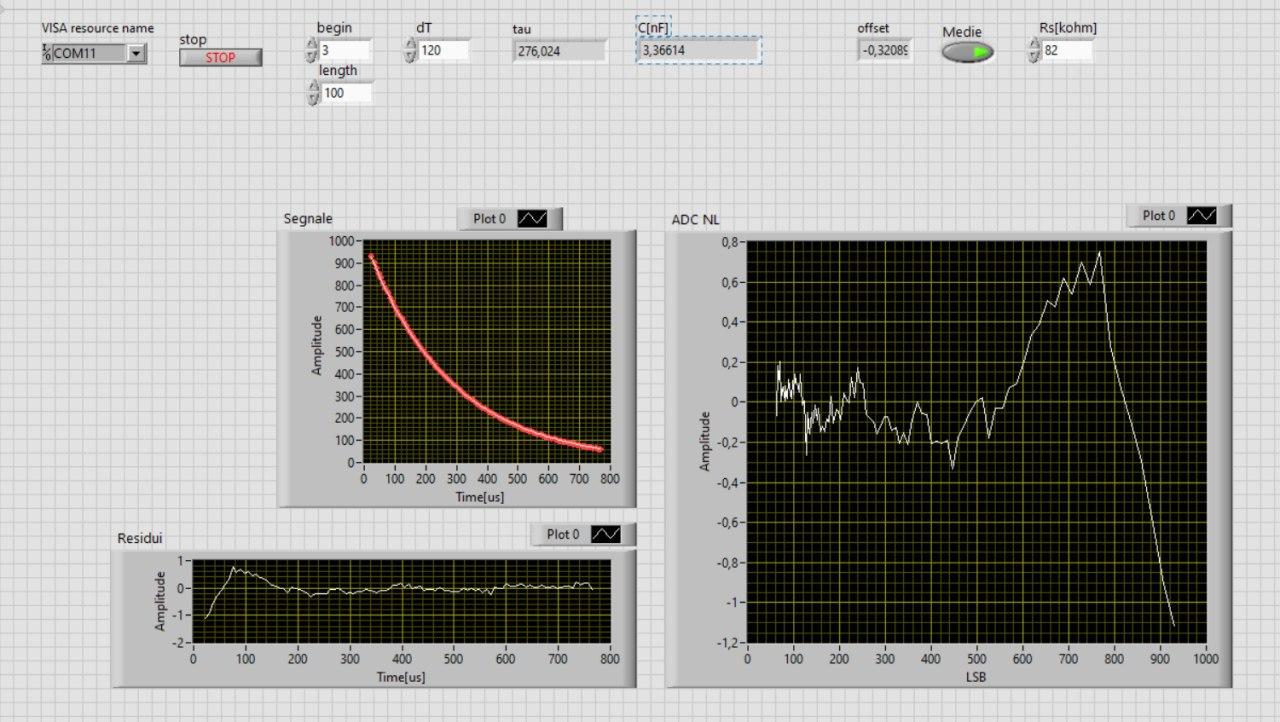 VISA resource name
COM11
stop
STOP
begin
3
length
100
dT
120
tau
276,024
C[nF]
3,36614
offset
-0,32089
Medie
Rs[kohm]
82
Segnale
Plot 0
1000
900
800
700
600
500
400
300
200
100
0
Amplitude
0 100 200 300 400 500 600 700 800
Time[us]
Residui
Plot 0
1
0
-1
-2
Amplitude
0 100 200 300 400 500 600 700 800
Time[us]
ADC NL
Plot 0
0,8
0,6
0,4
0,2
0
-0,2
-0,4
-0,6
-0,8
-1
-1,2
Amplitude
0 100 200 300 400 500 600 700 800 900 1000
LSB